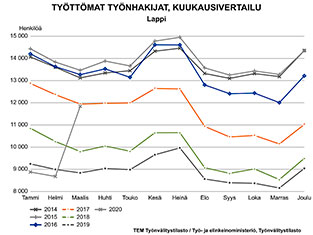 TYÖTTÖMAT TYÖNHAKIJAT, KUUKAUSIVERTAILU
Lappi
Henkilöä
15 000
14 000
13 000
12 000
11 000
10 000
9 000
8 000
Tammi Helmi Maalis Huhti Touko Kesä Heinä Elo Syys Loka Marras Joulu
2014 2017 2020
2015 2018
2016 2019
TEM Työnvälitystilasto / Työ- ja elinkeinoministeriö, Työnvälitystilasto